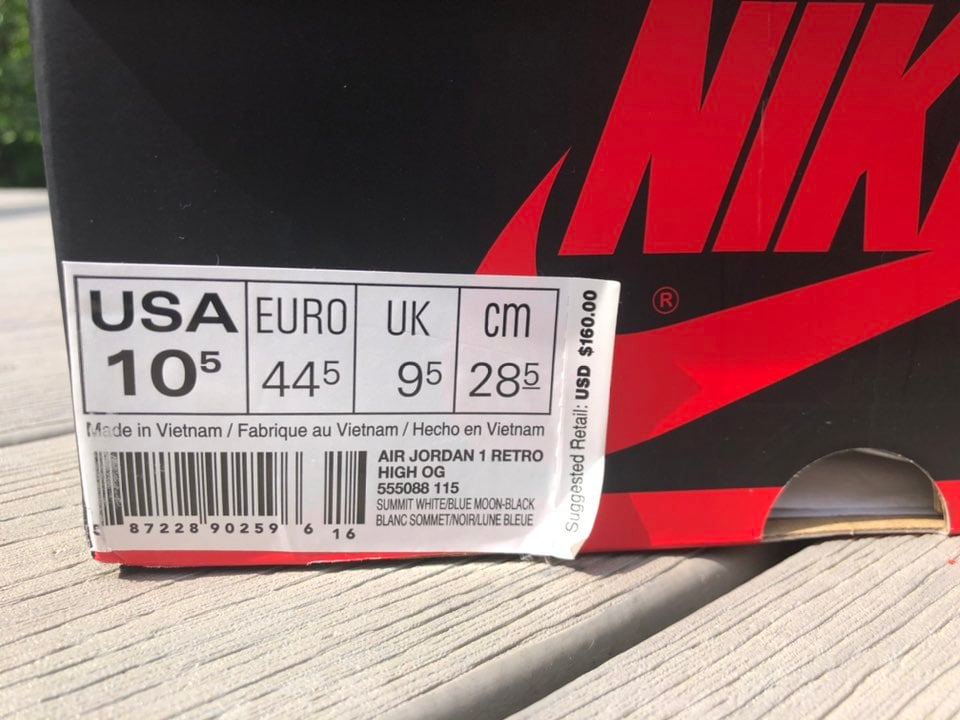 NIK
®
USA EURO UK cm
10⁵ 44⁵ 9⁵ 28⁵
Made in Vietnam / Fabrique au Vietnam / Hecho en Vietnam
AIR JORDAN 1 RETRO
HIGH OG
555088 115
SUMMIT WHITE/BLUE MOON-BLACK
BLANC SOMMET/NOIR/LUNE BLEUE
87228 90259 6 16
Suggested Retail: USD $160.00